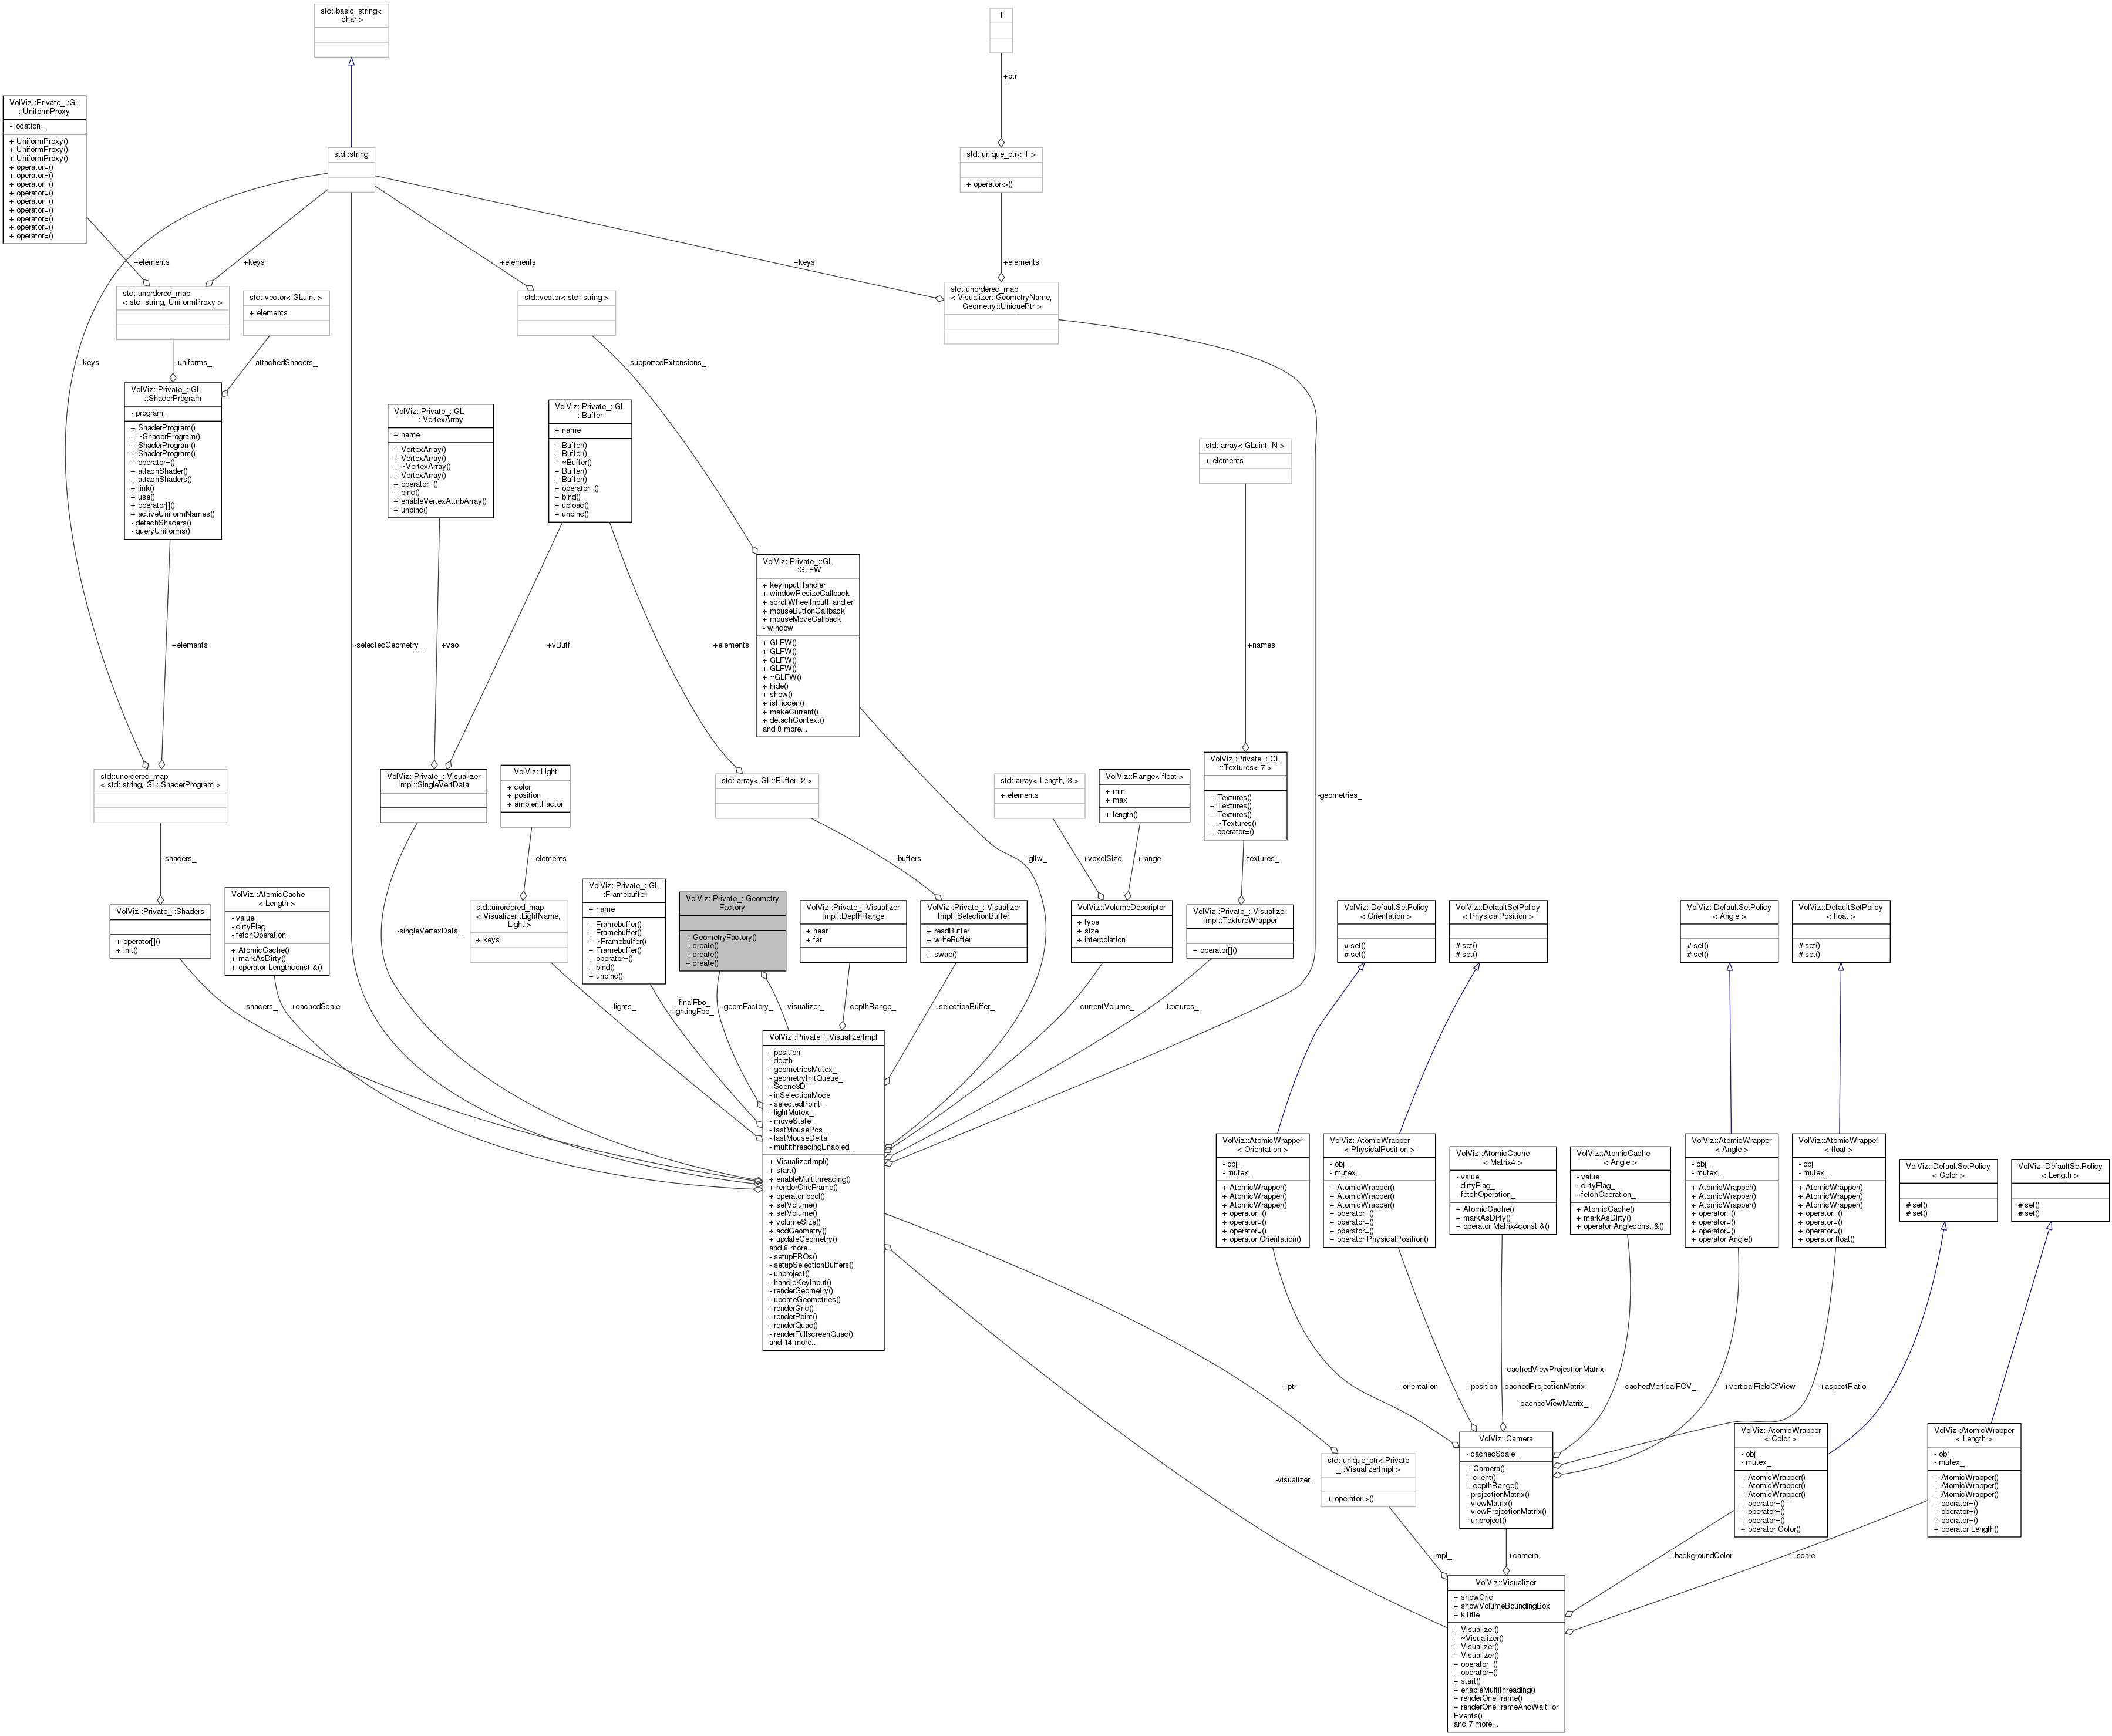 std::basic_string<
char >
T
+ptr
VolViz::Private_::GL
::UniformProxy
- location_
+ UniformProxy()
+ UniformProxy()
+ UniformProxy()
+ operator=()
+ operator=()
+ operator=()
+ operator=()
+ operator=()
+ operator=()
+ operator=()
+ operator=()
+ operator=()
std::string
std::unique_ptr< T >
+ operator->()
+elements
+keys
+elements
+keys
+elements
std::unordered_map
< std::string, UniformProxy >
std::vector< GLuint >
+ elements
std::vector< std::string >
std::unordered_map
< Visualizer::GeometryName,
Geometry::UniquePtr >
+keys
-uniforms_
-attachedShaders_
-supportedExtensions_
VolViz::Private_::GL
::ShaderProgram
- program_
+ ShaderProgram()
+ ~ShaderProgram()
+ ShaderProgram()
+ ShaderProgram()
+ operator=()
+ attachShader()
+ attachShaders()
+ link()
+ use()
+ operator[]()
+ activeUniformNames()
- detachShaders()
- queryUniforms()
VolViz::Private_::GL
::VertexArray
+ name
+ VertexArray()
+ VertexArray()
+ ~VertexArray()
+ VertexArray()
+ operator=()
+ bind()
+ enableVertexAttribArray()
+ unbind()
VolViz::Private_::GL
::Buffer
+ name
+ Buffer()
+ Buffer()
+ ~Buffer()
+ Buffer()
+ Buffer()
+ operator=()
+ bind()
+ upload()
+ unbind()
std::array< GLuint, N >
+ elements
VolViz::Private_::GL
::GLFW
+ keyInputHandler
+ windowResizeCallback
+ scrollWheelInputHandler
+ mouseButtonCallback
+ mouseMoveCallback
- window
+ GLFW()
+ GLFW()
+ GLFW()
+ GLFW()
+ ~GLFW()
+ hide()
+ show()
+ isHidden()
+ makeCurrent()
+ detachContext()
and 8 more...
+elements
-selectedGeometry_
+vao
+vBuff
+elements
+names
-geometries_
std::unordered_map
< std::string, GL::ShaderProgram >
VolViz::Private_::Visualizer
Impl::SingleVertData
VolViz::Light
+ color
+ position
+ ambientFactor
std::array< GL::Buffer, 2 >
std::array< Length, 3 >
+ elements
VolViz::Range< float >
+ min
+ max
+ length()
VolViz::Private_::GL
::Textures< 7 >
+ Textures()
+ Textures()
+ Textures()
+ ~Textures()
+ operator=()
-shaders_
+elements
+buffers
-glfw_
+voxelSize
+range
-textures_
VolViz::Private_::Shaders
+ operator[]()
+ init()
VolViz::AtomicCache
< Length >
- value_
- dirtyFlag_
- fetchOperation_
+ AtomicCache()
+ markAsDirty()
+ operator Lengthconst &()
-singleVertexData_
std::unordered_map
< Visualizer::LightName,
Light >
+ keys
VolViz::Private_::GL
::Framebuffer
+ name
+ Framebuffer()
+ Framebuffer()
+ ~Framebuffer()
+ Framebuffer()
+ operator=()
+ bind()
+ unbind()
VolViz::Private_::Geometry
Factory
+ GeometryFactory()
+ create()
+ create()
+ create()
VolViz::Private_::Visualizer
Impl::DepthRange
+ near
+ far
VolViz::Private_::Visualizer
Impl::SelectionBuffer
+ readBuffer
+ writeBuffer
+ swap()
VolViz::VolumeDescriptor
+ type
+ size
+ interpolation
VolViz::Private_::Visualizer
Impl::TextureWrapper
+ operator[]()
VolViz::DefaultSetPolicy
< Orientation >
# set()
# set()
VolViz::DefaultSetPolicy
< PhysicalPosition >
# set()
# set()
VolViz::DefaultSetPolicy
< Angle >
# set()
# set()
VolViz::DefaultSetPolicy
< float >
# set()
# set()
-shaders_
+cachedScale
-lights_
-finalFbo_
-lightingFbo_
-geomFactory_
-visualizer_
-depthRange_
-selectionBuffer_
-currentVolume_
-textures_
VolViz::Private_::VisualizerImpl
- position
- depth
- geometriesMutex_
- geometryInitQueue_
- Scene3D
- inSelectionMode
- selectedPoint_
- lightMutex_
- moveState_
- lastMousePos_
- lastMouseDelta_
- multithreadingEnabled_
+ VisualizerImpl()
+ start()
+ enableMultithreading()
+ renderOneFrame()
+ operator bool()
+ setVolume()
+ setVolume()
+ volumeSize()
+ addGeometry()
+ updateGeometry()
and 8 more...
- setupFBOs()
- setupSelectionBuffers()
- unproject()
- handleKeyInput()
- renderGeometry()
- updateGeometries()
- renderGrid()
- renderPoint()
- renderQuad()
- renderFullscreenQuad()
and 14 more...
VolViz::AtomicWrapper
< Orientation >
- obj_
- mutex_
+ AtomicWrapper()
+ AtomicWrapper()
+ AtomicWrapper()
+ operator=()
+ operator=()
+ operator=()
+ operator Orientation()
VolViz::AtomicWrapper
< PhysicalPosition >
- obj_
- mutex_
+ AtomicWrapper()
+ AtomicWrapper()
+ AtomicWrapper()
+ operator=()
+ operator=()
+ operator=()
+ operator PhysicalPosition()
VolViz::AtomicCache
< Matrix4 >
- value_
- dirtyFlag_
- fetchOperation_
+ AtomicCache()
+ markAsDirty()
+ operator Matrix4const &()
VolViz::AtomicCache
< Angle >
- value_
- dirtyFlag_
- fetchOperation_
+ AtomicCache()
+ markAsDirty()
+ operator Angleconst &()
VolViz::AtomicWrapper
< Angle >
- obj_
- mutex_
+ AtomicWrapper()
+ AtomicWrapper()
+ AtomicWrapper()
+ operator=()
+ operator=()
+ operator=()
+ operator Angle()
VolViz::AtomicWrapper
< float >
- obj_
- mutex_
+ AtomicWrapper()
+ AtomicWrapper()
+ AtomicWrapper()
+ operator=()
+ operator=()
+ operator=()
+ operator float()
VolViz::DefaultSetPolicy
< Color >
# set()
# set()
VolViz::DefaultSetPolicy
< Length >
# set()
# set()
+ptr
+orientation
+position
-cachedViewProjectionMatrix
_
-cachedProjectionMatrix
_
-cachedViewMatrix_
-cachedVerticalFOV_
+verticalFieldOfView
+aspectRatio
-visualizer_
std::unique_ptr< Private
_::VisualizerImpl >
+ operator->()
VolViz::Camera
- cachedScale_
+ Camera()
+ client()
+ depthRange()
- projectionMatrix()
- viewMatrix()
- viewProjectionMatrix()
- unproject()
VolViz::AtomicWrapper
< Color >
- obj_
- mutex_
+ AtomicWrapper()
+ AtomicWrapper()
+ AtomicWrapper()
+ operator=()
+ operator=()
+ operator=()
+ operator Color()
VolViz::AtomicWrapper
< Length >
- obj_
- mutex_
+ AtomicWrapper()
+ AtomicWrapper()
+ AtomicWrapper()
+ operator=()
+ operator=()
+ operator=()
+ operator Length()
-impl_
+camera
+backgroundColor
+scale
VolViz::Visualizer
+ showGrid
+ showVolumeBoundingBox
+ kTitle
+ Visualizer()
+ ~Visualizer()
+ Visualizer()
+ Visualizer()
+ operator=()
+ operator=()
+ start()
+ enableMultithreading()
+ renderOneFrame()
+ renderOneFrameAndWaitFor
Events()
and 7 more...